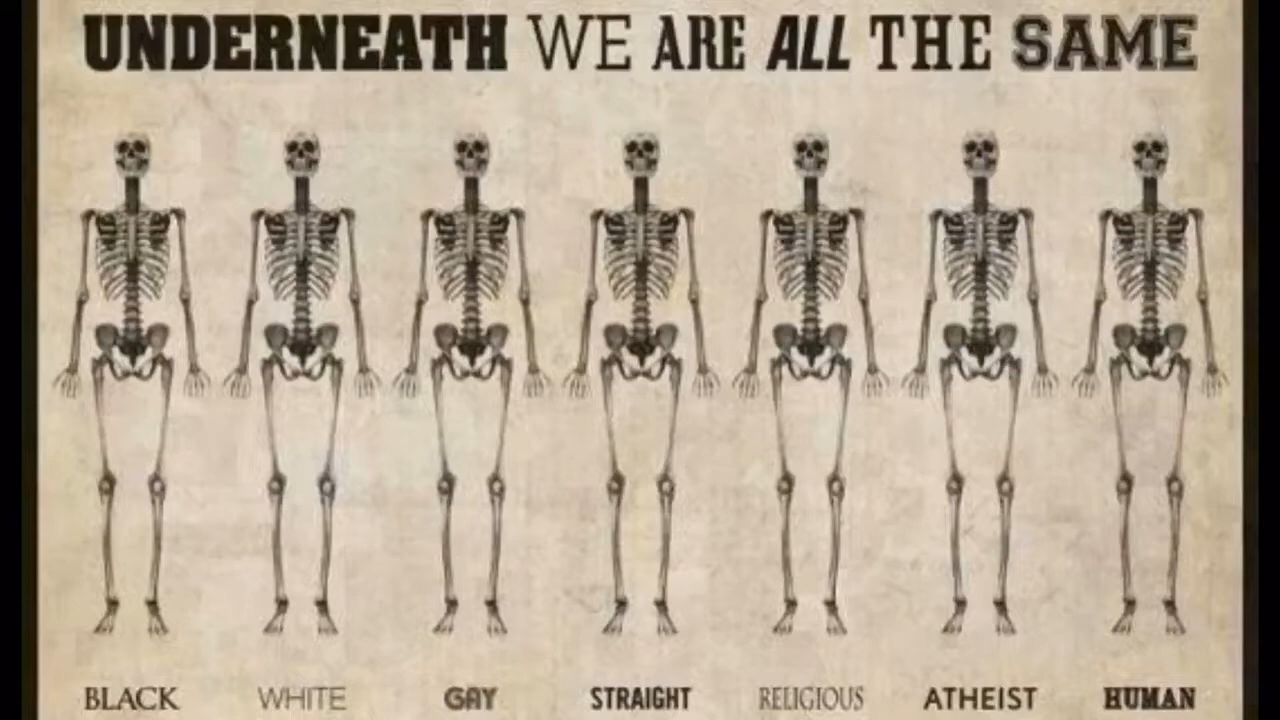 UNDERNEATH WE ARE ALL THE SAME
BLACK WHITE GAY STRAIGHT RELIGIOUS ATHEIST HUMAN